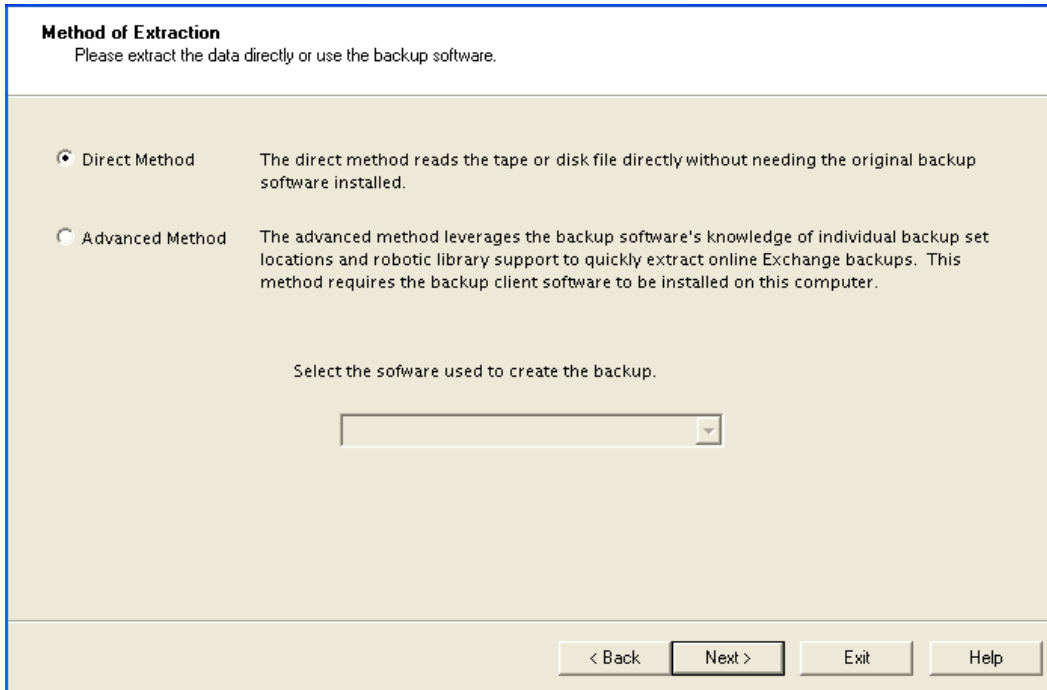 Method of Extraction
Please extract the data directly or use the backup software.
Direct Method
The direct method reads the tape or disk file directly without needing the original backup
software installed.
Advanced Method
The advanced method leverages the backup software's knowledge of individual backup set
locations and robotic library support to quickly extract online Exchange backups. This
method requires the backup client software to be installed on this computer.
Select the sofware used to create the backup.
< Back
Next >
Exit
Help